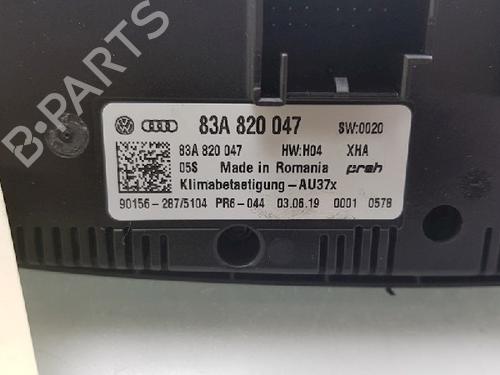 B-PARTS
83A 820 047 SW:0020
83A 820 047 HW:H04 XHA
05S Made in Romania preh
Klimabetaetigung-AU37x
90156-287/5104 PR6-044 03.06.19 0001 0578